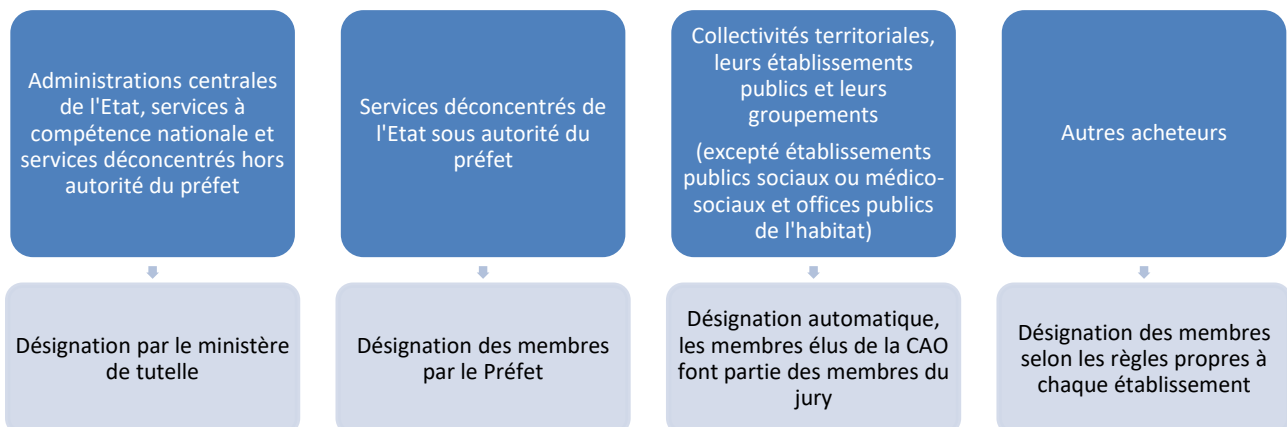 Administrations centrales
de l'Etat, services à
compétence nationale et
services déconcentrés hors
autorité du préfet
Désignation par le ministère
de tutelle
Services déconcentrés de
l'Etat sous autorité du
préfet
Désignation des membres
par le Préfet
Collectivités territoriales,
leurs établissements
publics et leurs
groupements
(excepté établissements
publics sociaux ou médico-
sociaux et offices publics
de l'habitat)
Désignation automatique,
les membres élus de la CAO
font partie des membres du
jury
Autres acheteurs
Désignation des membres
selon les règles propres à
chaque établissement